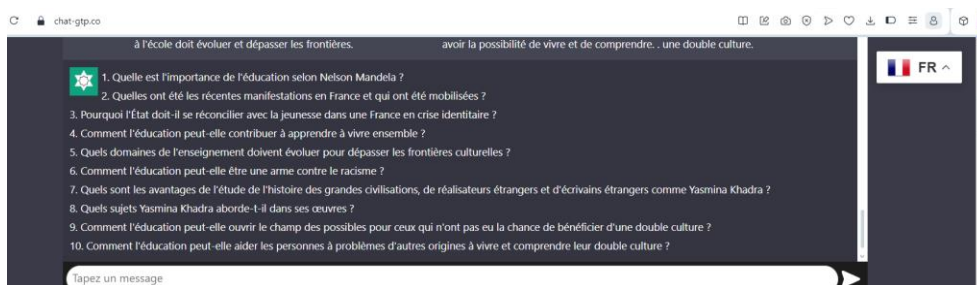 chat-gtp.co
à l'école doit évoluer et dépasser les frontières.
avoir la possibilité de vivre et de comprendre. . une double culture.
FR
1. Quelle est l'importance de l'éducation selon Nelson Mandela ?
2. Quelles ont été les récentes manifestations en France et qui ont été mobilisées ?
3. Pourquoi l'État doit-il se réconcilier avec la jeunesse dans une France en crise identitaire ?
4. Comment l'éducation peut-elle contribuer à apprendre à vivre ensemble ?
5. Quels domaines de l'enseignement doivent évoluer pour dépasser les frontières culturelles ?
6. Comment l'éducation peut-elle être une arme contre le racisme ?
7. Quels sont les avantages de l'étude de l'histoire des grandes civilisations, de réalisateurs étrangers et d'écrivains étrangers comme Yasmina Khadra ?
8. Quels sujets Yasmina Khadra aborde-t-il dans ses œuvres ?
9. Comment l'éducation peut-elle ouvrir le champ des possibles pour ceux qui n'ont pas eu la chance de bénéficier d'une double culture ?
10. Comment l'éducation peut-elle aider les personnes à problèmes d'autres origines à vivre et comprendre leur double culture ?
Tapez un message